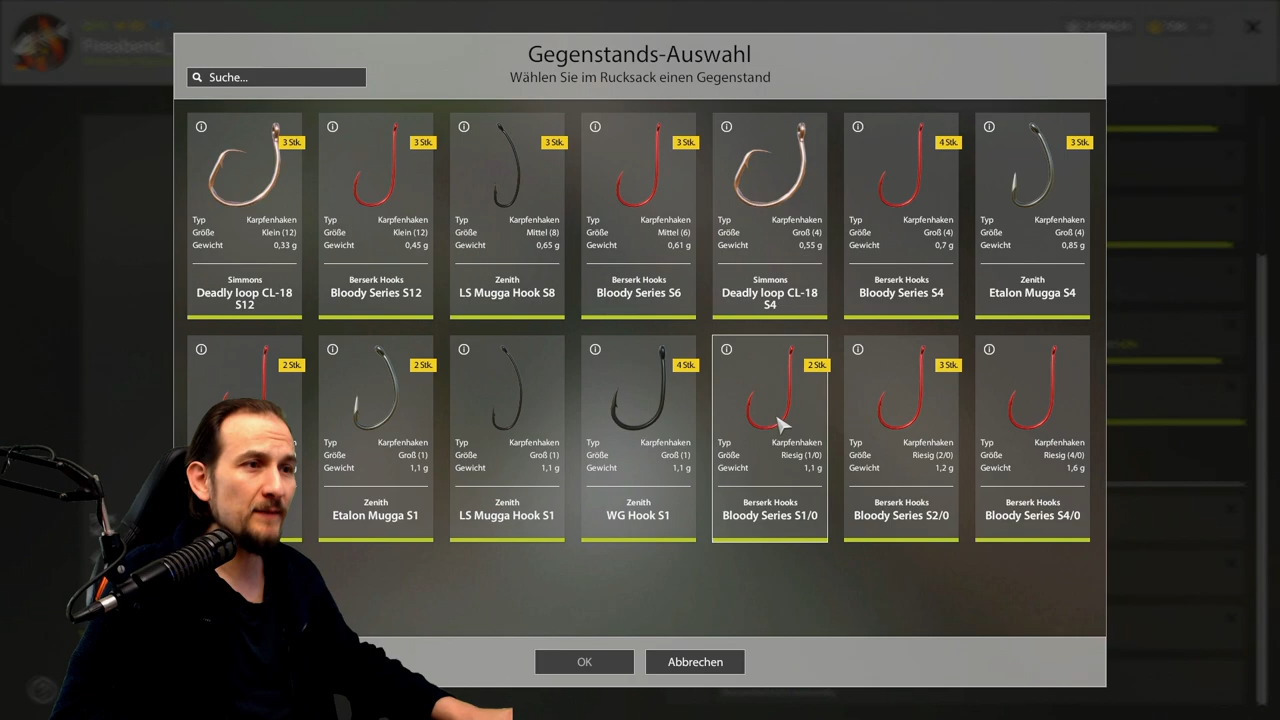 Gegenstands-Auswahl
Suche...
Wählen Sie im Rucksack einen Gegenstand
3 Stk.
Typ Karpfenhaken
Größe Klein (12)
Gewicht 0,33 g
Simmons
Deadly loop CL-18
S12
3 Stk.
Typ Karpfenhaken
Größe Klein (12)
Gewicht 0,45 g
Berserk Hooks
Bloody Series S12
3 Stk.
Typ Karpfenhaken
Größe Mittel (8)
Gewicht 0,65 g
Zenith
LS Mugga Hook S8
3 Stk.
Typ Karpfenhaken
Größe Mittel (6)
Gewicht 0,61 g
Berserk Hooks
Bloody Series S6
Typ Karpfenhaken
Größe Groß (4)
Gewicht 0,55 g
Simmons
Deadly loop CL-18
S4
4 Stk.
Typ Karpfenhaken
Größe Groß (4)
Gewicht 0,7 g
Berserk Hooks
Bloody Series S4
3 Stk.
Typ Karpfenhaken
Größe Groß (4)
Gewicht 0,85 g
Zenith
Etalon Mugga S4
2 Stk.
2 Stk.
Typ Karpfenhaken
Größe Groß (1)
Gewicht 1,1 g
Zenith
Etalon Mugga S1
Typ Karpfenhaken
Größe Groß (1)
Gewicht 1,1 g
Zenith
LS Mugga Hook S1
4 Stk.
Typ Karpfenhaken
Größe Groß (1)
Gewicht 1,1 g
Zenith
WG Hook S1
2 Stk.
Typ Karpfenhaken
Größe Riesig (1/0)
Gewicht 1,1 g
Berserk Hooks
Bloody Series S1/0
3 Stk.
Typ Karpfenhaken
Größe Riesig (2/0)
Gewicht 1,2 g
Berserk Hooks
Bloody Series S2/0
Typ Karpfenhaken
Größe Riesig (4/0)
Gewicht 1,6 g
Berserk Hooks
Bloody Series S4/0
OK
Abbrechen